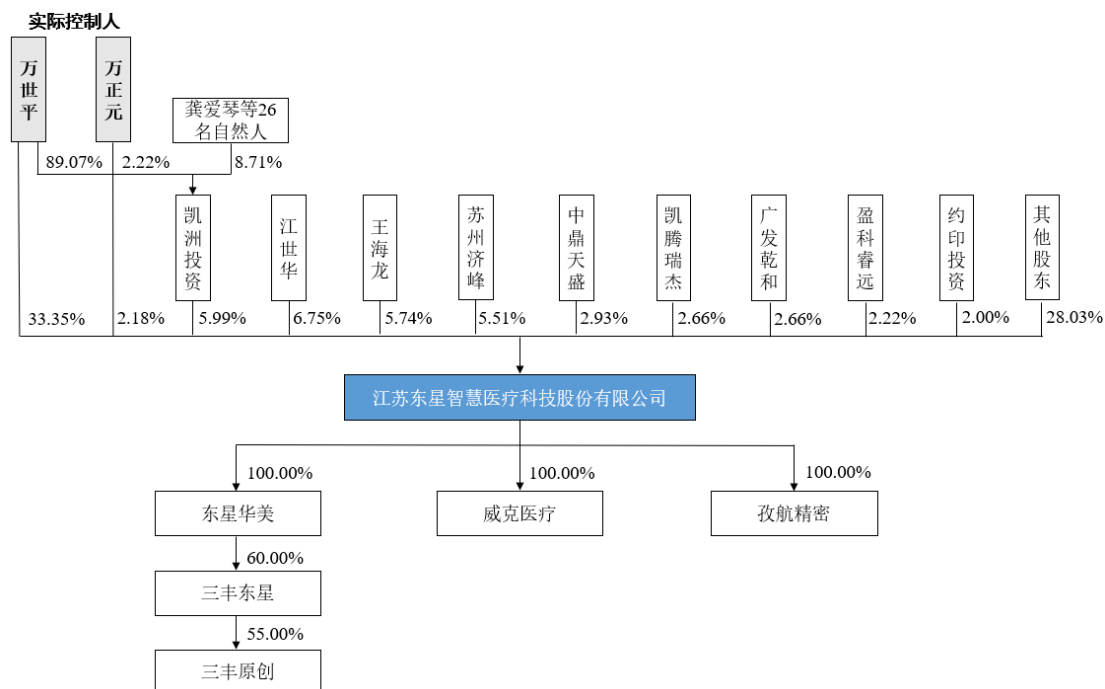 实际控制人
万世平
万正元
龚爱琴等26
名自然人
89.07%
2.22%
8.71%
凯洲投资
江世华
王海龙
苏州济峰
中鼎天盛
凯腾瑞杰
广发乾和
盈科睿远
约印投资
其他股东
33.35%
2.18%
5.99%
6.75%
5.74%
5.51%
2.93%
2.66%
2.66%
2.22%
2.00%
28.03%
江苏东星智慧医疗科技股份有限公司
100.00%
100.00%
100.00%
东星华美
威克医疗
孜航精密
60.00%
三丰东星
55.00%
三丰原创